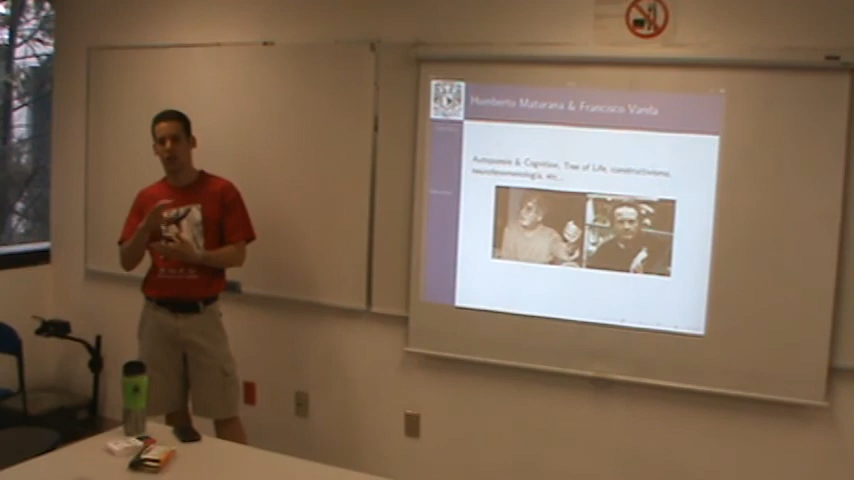 Humberto Maturana & Francisco Varela
Autopoiesis & Cognition, Tree of Life, constructivismo,
neurofenomenología, etc...